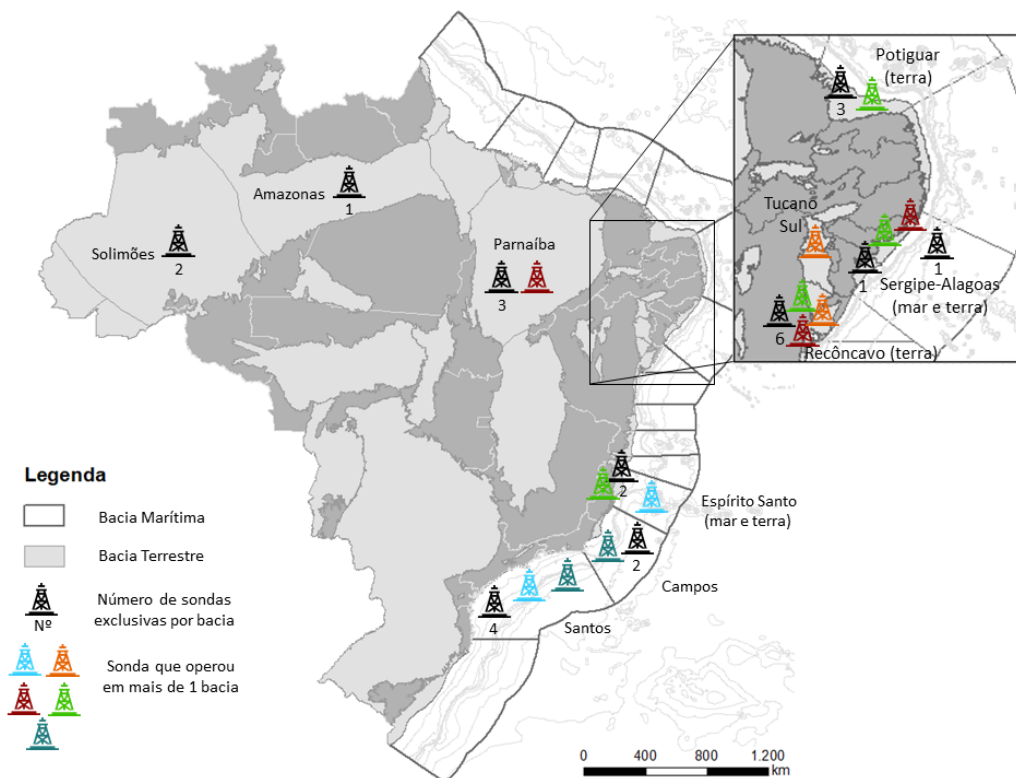 Potiguar
(terra)
3
Tucano
Sul
1
1
Sergipe-Alagoas
(mar e terra)
6
Recôncavo (terra)
Amazonas
1
Solimões
2
Parnaíba
3
2
Espírito Santo
(mar e terra)
2
Campos
4
Santos
Legenda
Bacia Marítima
Bacia Terrestre
Número de sondas
exclusivas por bacia
Nº
Sonda que operou
em mais de 1 bacia
0 400 800 1.200
km